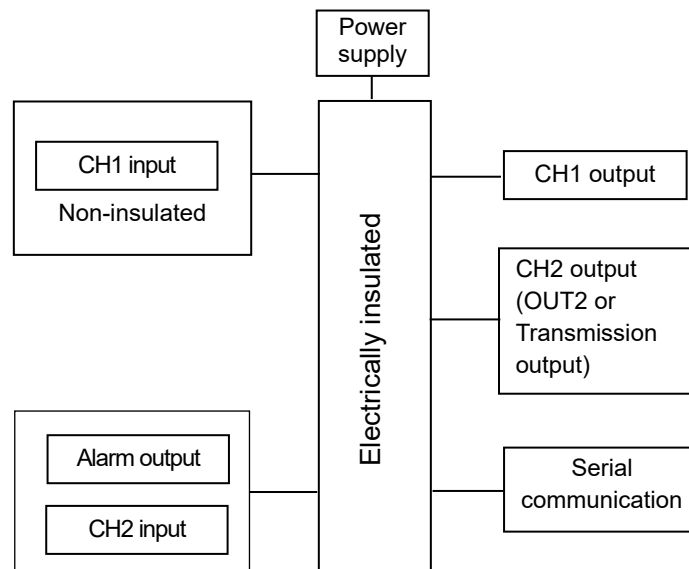 Power
supply
CH1 input
Non-insulated
Electrically insulated
CH1 output
CH2 output
(OUT2 or
Transmission
output)
Alarm output
CH2 input
Serial
communication